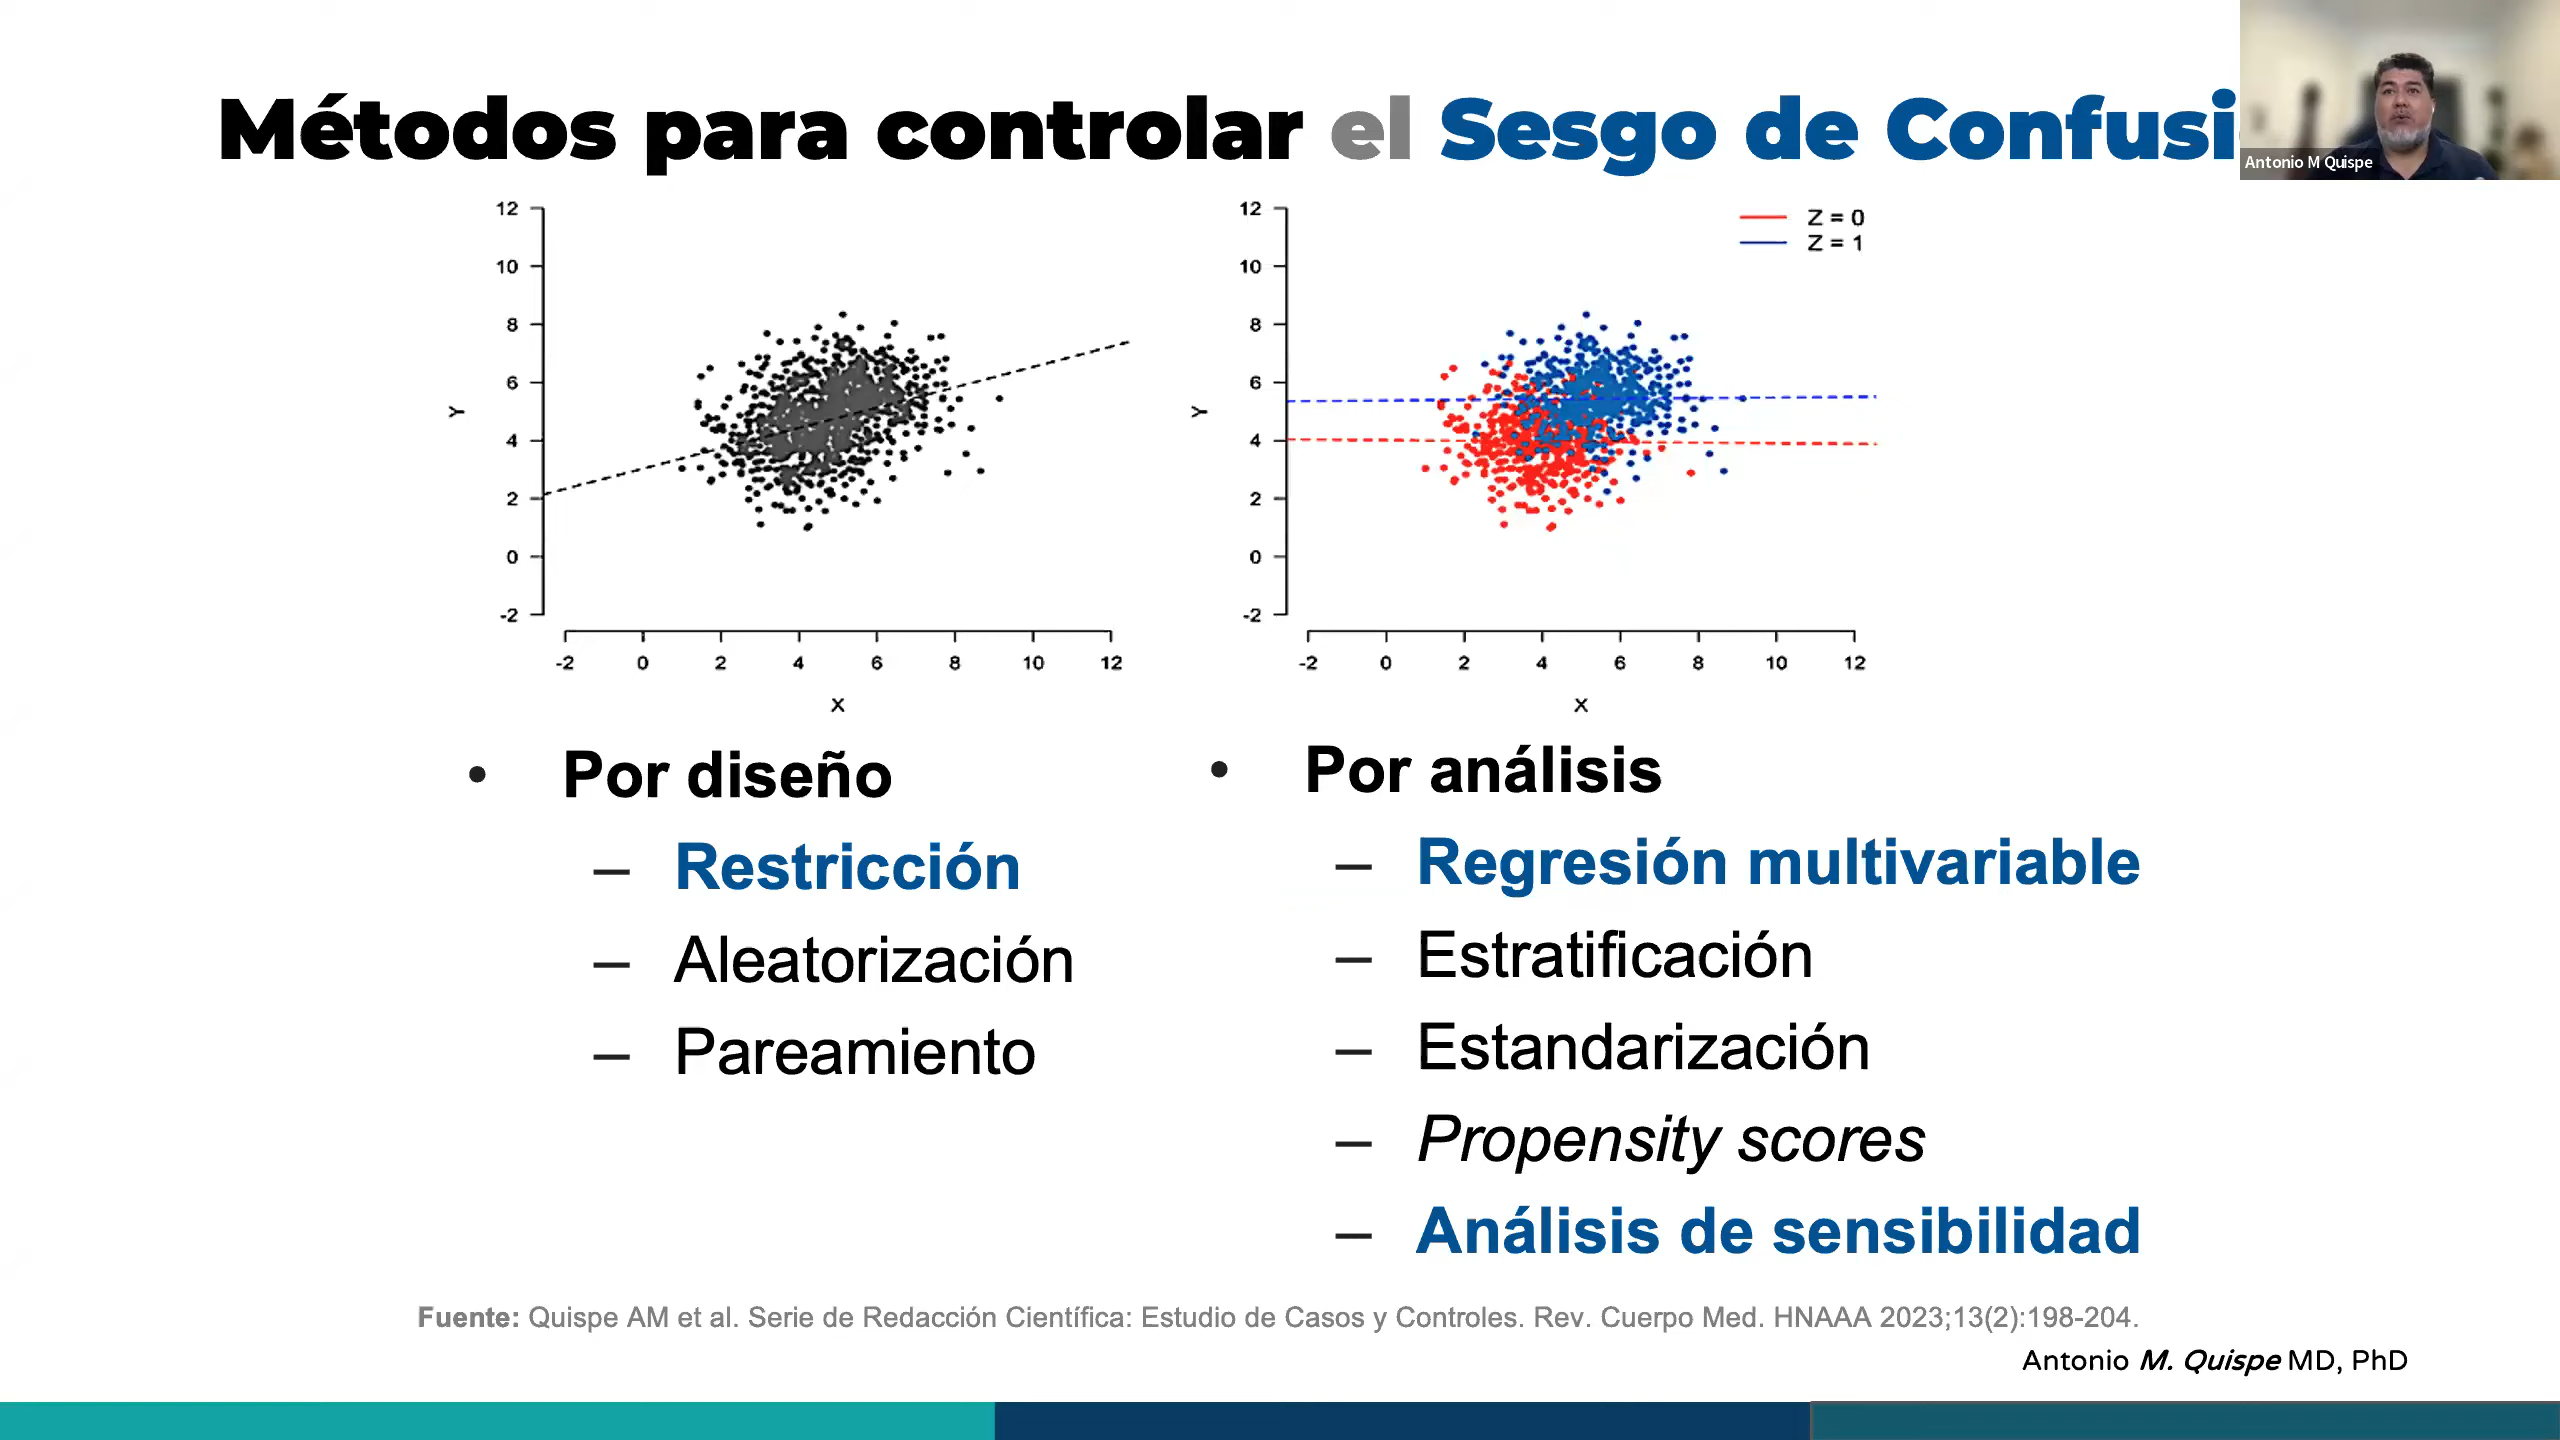 Métodos para controlar el Sesgo de Confusi
Antonio M Quispe
12
10
8
6
4
2
0
-2
Y
-2 0 2 4 6 8 10 12
X
Z = 0
Z = 1
12
10
8
6
4
2
0
-2
Y
-2 0 2 4 6 8 10 12
X
• Por diseño
– Restricción
– Aleatorización
– Pareamiento
• Por análisis
– Regresión multivariable
– Estratificación
– Estandarización
– Propensity scores
– Análisis de sensibilidad
Fuente: Quispe AM et al. Serie de Redacción Científica: Estudio de Casos y Controles. Rev. Cuerpo Med. HNAAA 2023;13(2):198-204.
Antonio M. Quispe MD, PhD